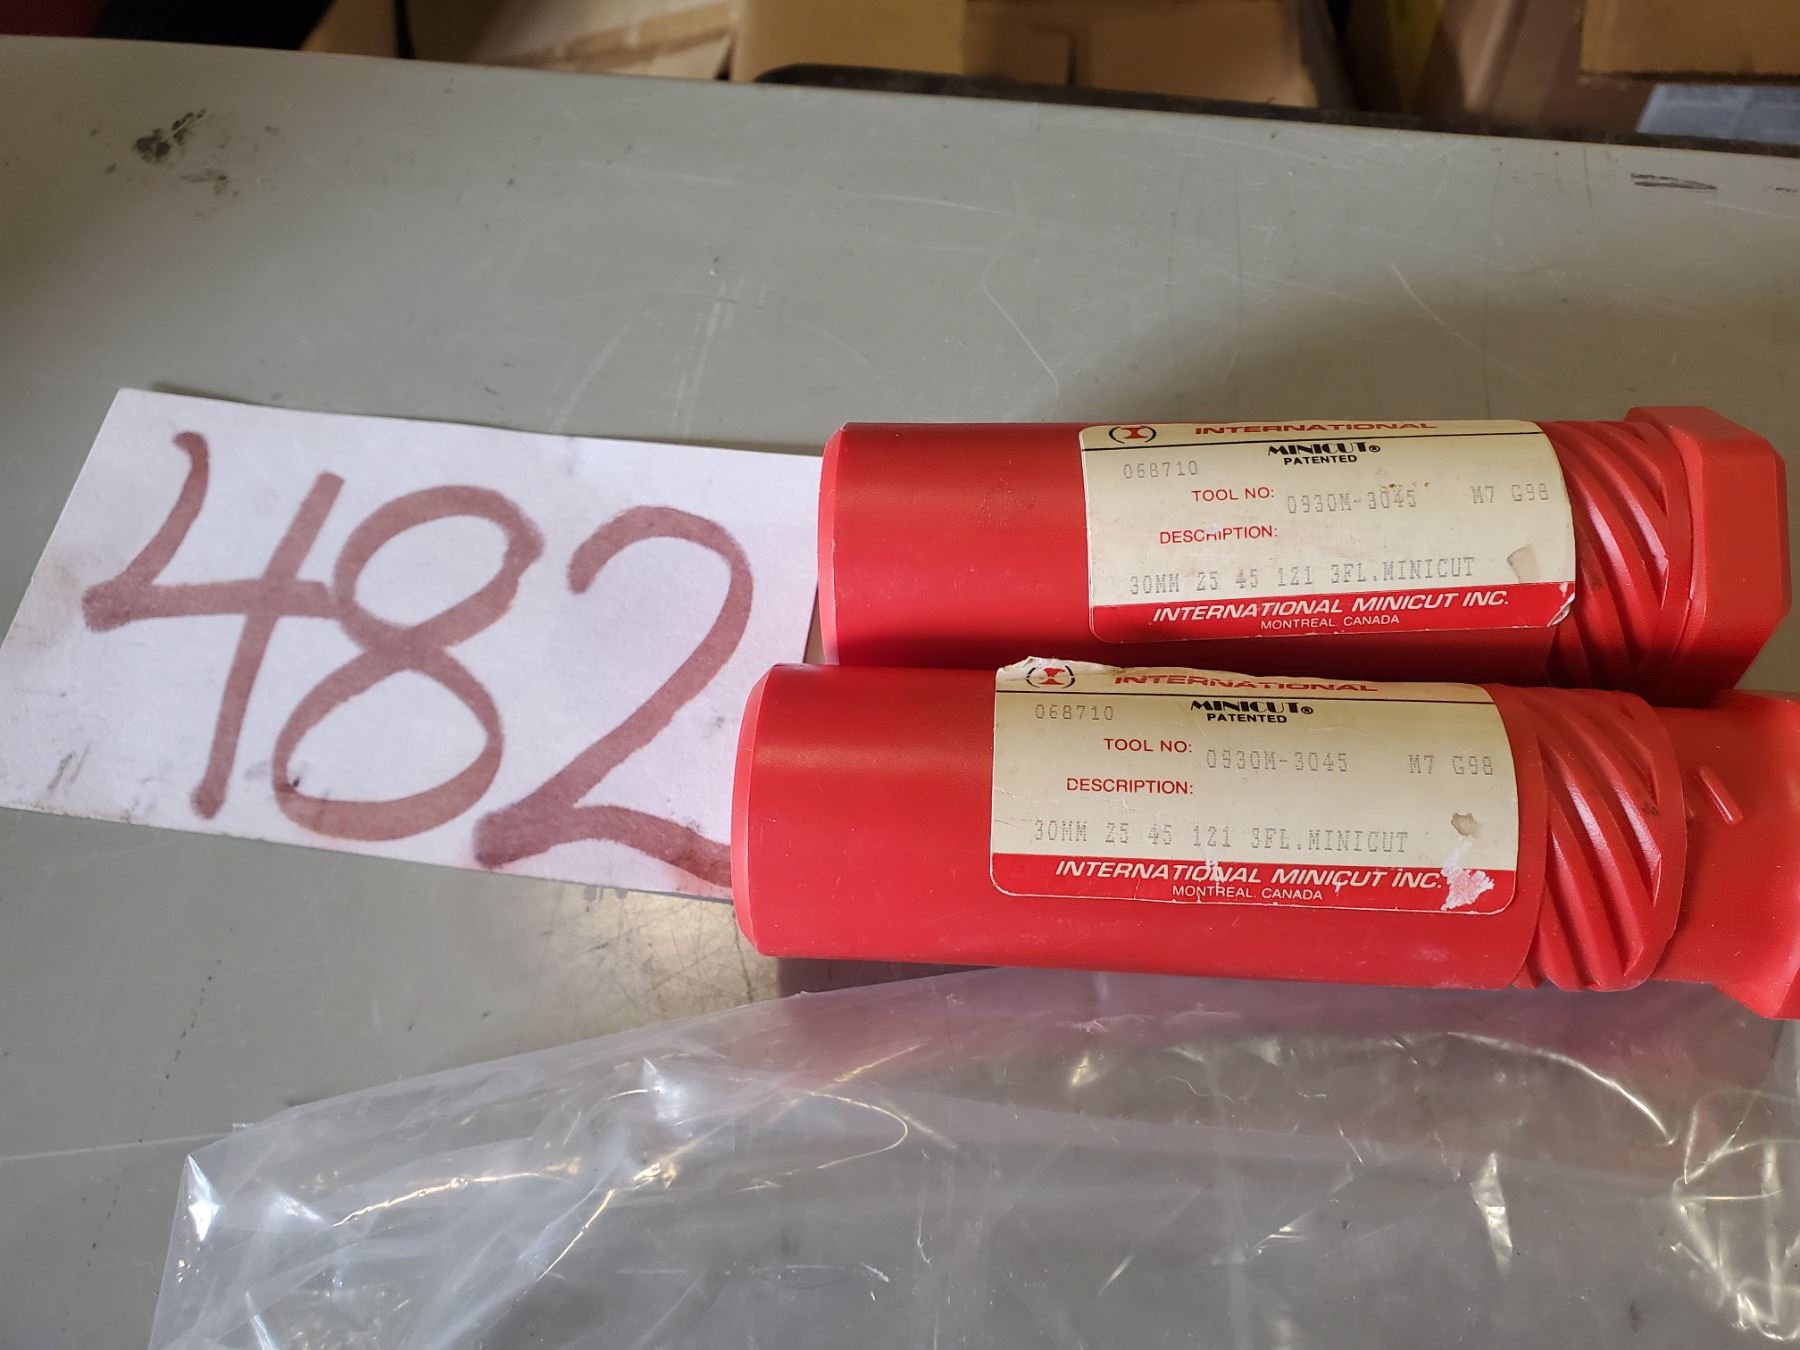 482
INTERNATIONAL
MINICUT®
PATENTED
068710
TOOL NO: 0930M-3045 M7 G98
DESCRIPTION:
30MM 25 45 121 3FL.MINICUT
INTERNATIONAL MINICUT INC.
MONTREAL. CANADA
INTERNATIONAL
MINICUT®
PATENTED
068710
TOOL NO: 0930M-3045 M7 G98
DESCRIPTION:
30MM 25 45 121 3FL.MINICUT
INTERNATIONAL MINICUT INC.
MONTREAL. CANADA